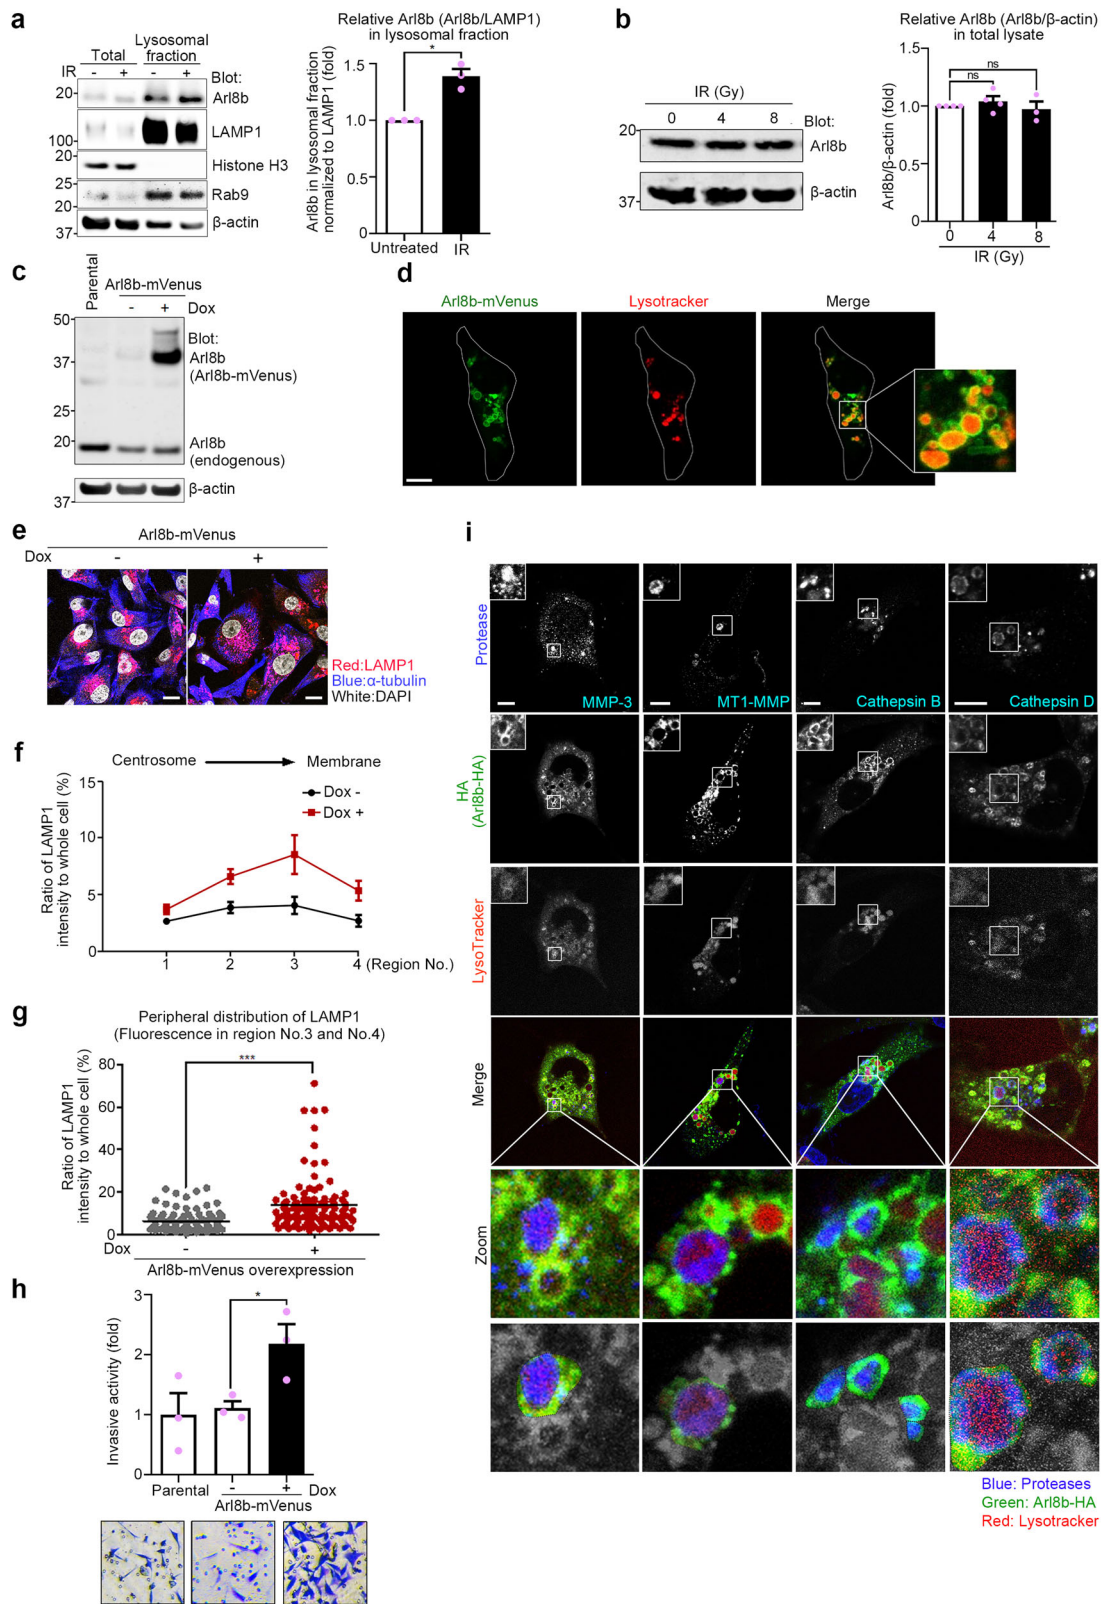 a
Total
Lysosomal
fraction
IR - + - + Blot:
20 Arl8b
100 LAMP1
20 Histone H3
25
20 Rab9
37 β-actin
Relative Arl8b (Arl8b/LAMP1)
in lysosomal fraction
Arl8b in lysosomal fraction
normalized to LAMP1 (fold)
*
1.5
1.0
0.5
0
Untreated IR
b
IR (Gy)
0 4 8 Blot:
20 Arl8b
37 β-actin
Relative Arl8b (Arl8b/β-actin)
in total lysate
Arl8b/β-actin (fold)
ns
ns
1.5
1.0
0.5
0
0 4 8
IR (Gy)
c
Parental
Arl8b-mVenus
- + Dox
50
Blot:
37 Arl8b
(Arl8b-mVenus)
25
20 Arl8b
(endogenous)
37 β-actin
d
Arl8b-mVenus Lysotracker Merge
e
Arl8b-mVenus
Dox - +
Red:LAMP1
Blue:α-tubulin
White:DAPI
f
Centrosome Membrane
Dox -
Dox +
Ratio of LAMP1
intensity to whole cell (%)
15
10
5
0
1 2 3 4 (Region No.)
g
Peripheral distribution of LAMP1
(Fluorescence in region No.3 and No.4)
Ratio of LAMP1
intensity to whole cell (%)
***
80
60
40
20
0
Dox - +
Arl8b-mVenus overexpression
h
Invasive activity (fold)
*
3
2
1
0
Parental - + Dox
Arl8b-mVenus
i
Protease
MMP-3 MT1-MMP Cathepsin B Cathepsin D
HA
(Arl8b-HA)
LysoTracker
Merge
Zoom
Blue: Proteases
Green: Arl8b-HA
Red: Lysotracker